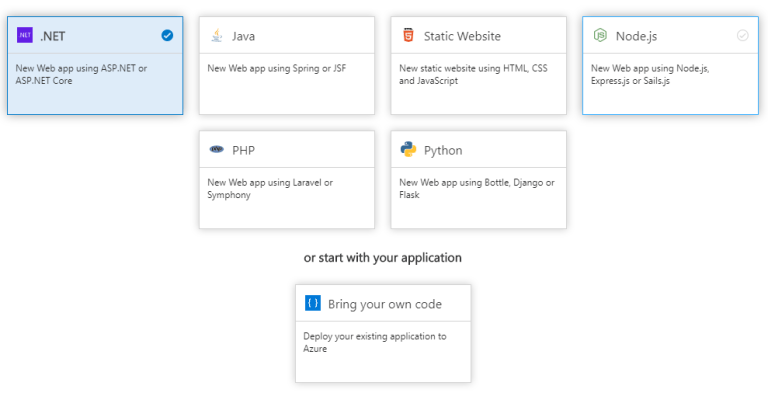 .NET
New Web app using ASP.NET or
ASP.NET Core
Java
New Web app using Spring or JSF
Static Website
New static website using HTML, CSS
and JavaScript
Node.js
New Web app using Node.js,
Express.js or Sails.js
PHP
New Web app using Laravel or
Symphony
Python
New Web app using Bottle, Django or
Flask
or start with your application
Bring your own code
Deploy your existing application to
Azure